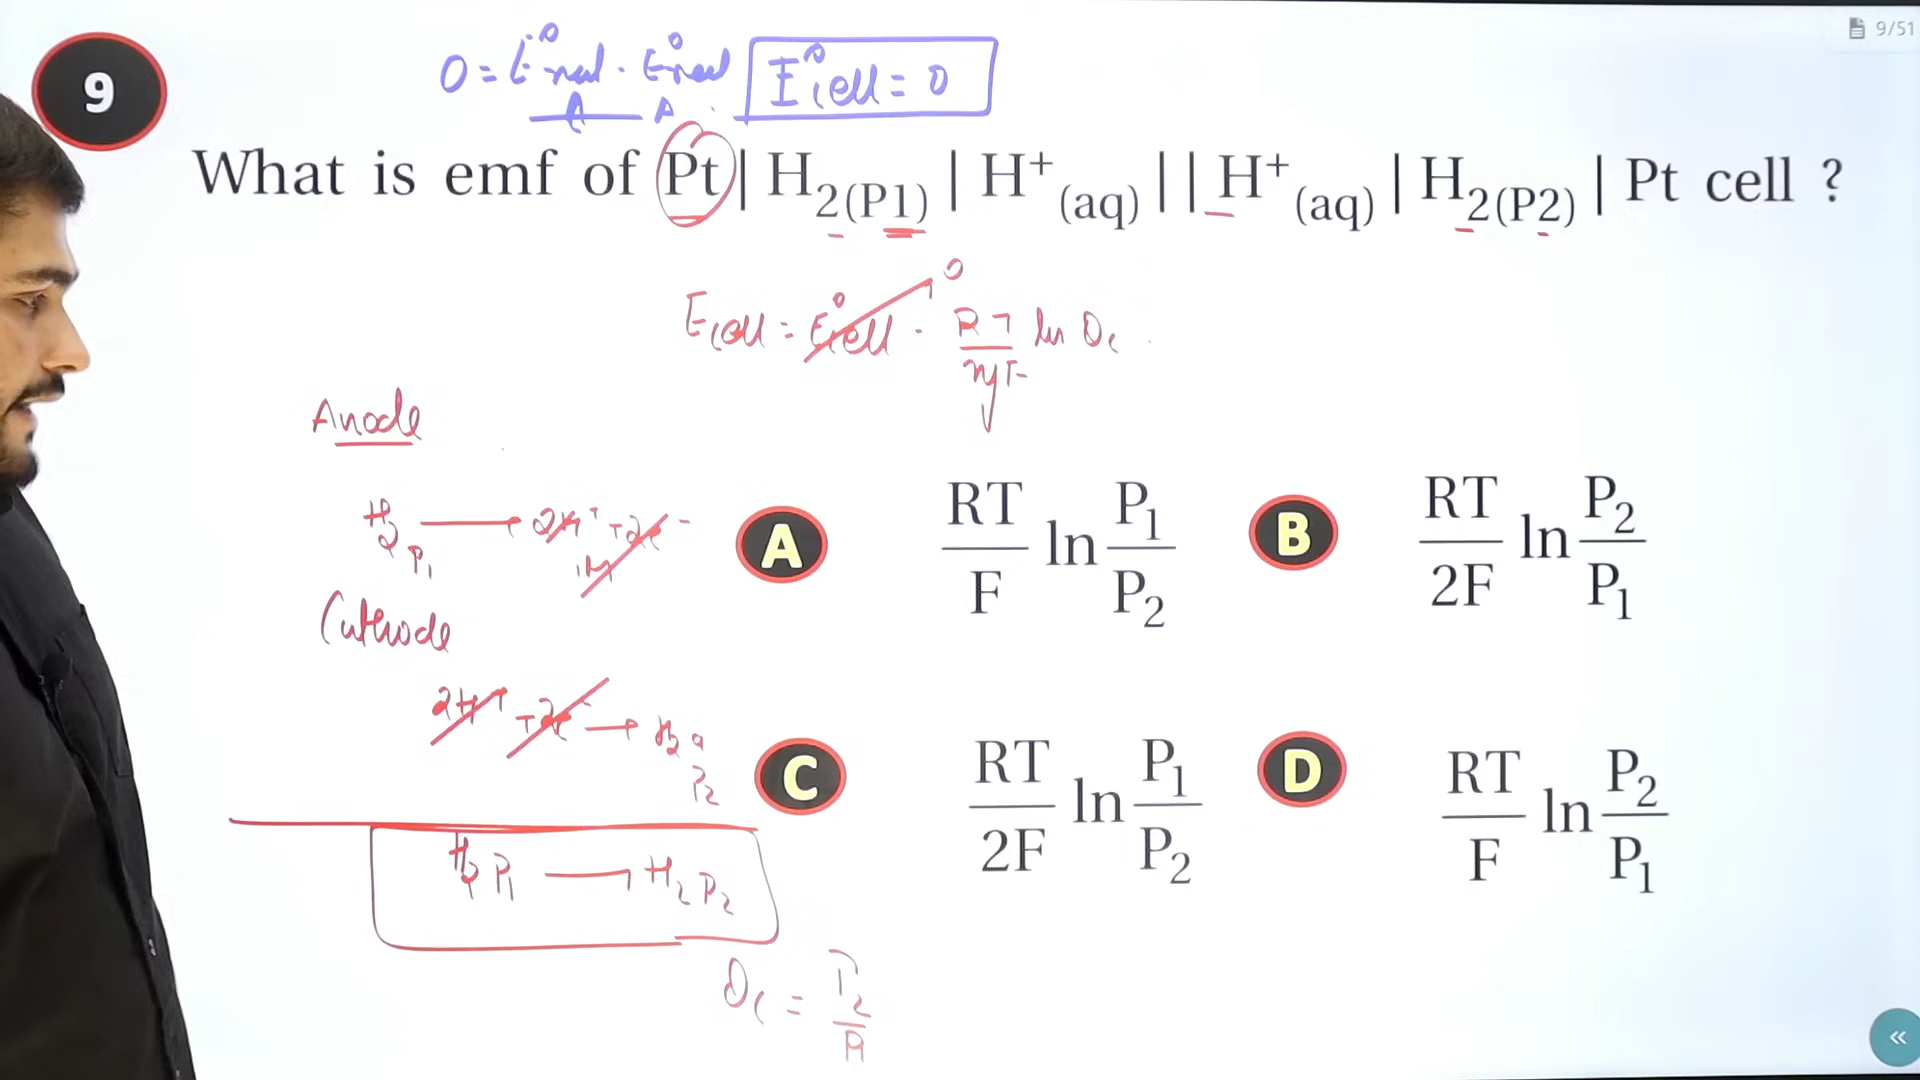 9/51
9
0 = E°red - E°red
C A
E°cell = 0
What is emf of Pt | H2(P1) | H+(aq) || H+(aq) | H2(P2) | Pt cell ?
Ecell = E°cell - RT/nF ln Qc
0
Anode
H2 P1 → 2H+ + 2e-
1M
A RT/F ln P1/P2
B RT/2F ln P2/P1
Cathode
2H+ + 2e- → H2
P2
C RT/2F ln P1/P2
D RT/F ln P2/P1
H2 P1 → H2 P2
Qc = P2/P1